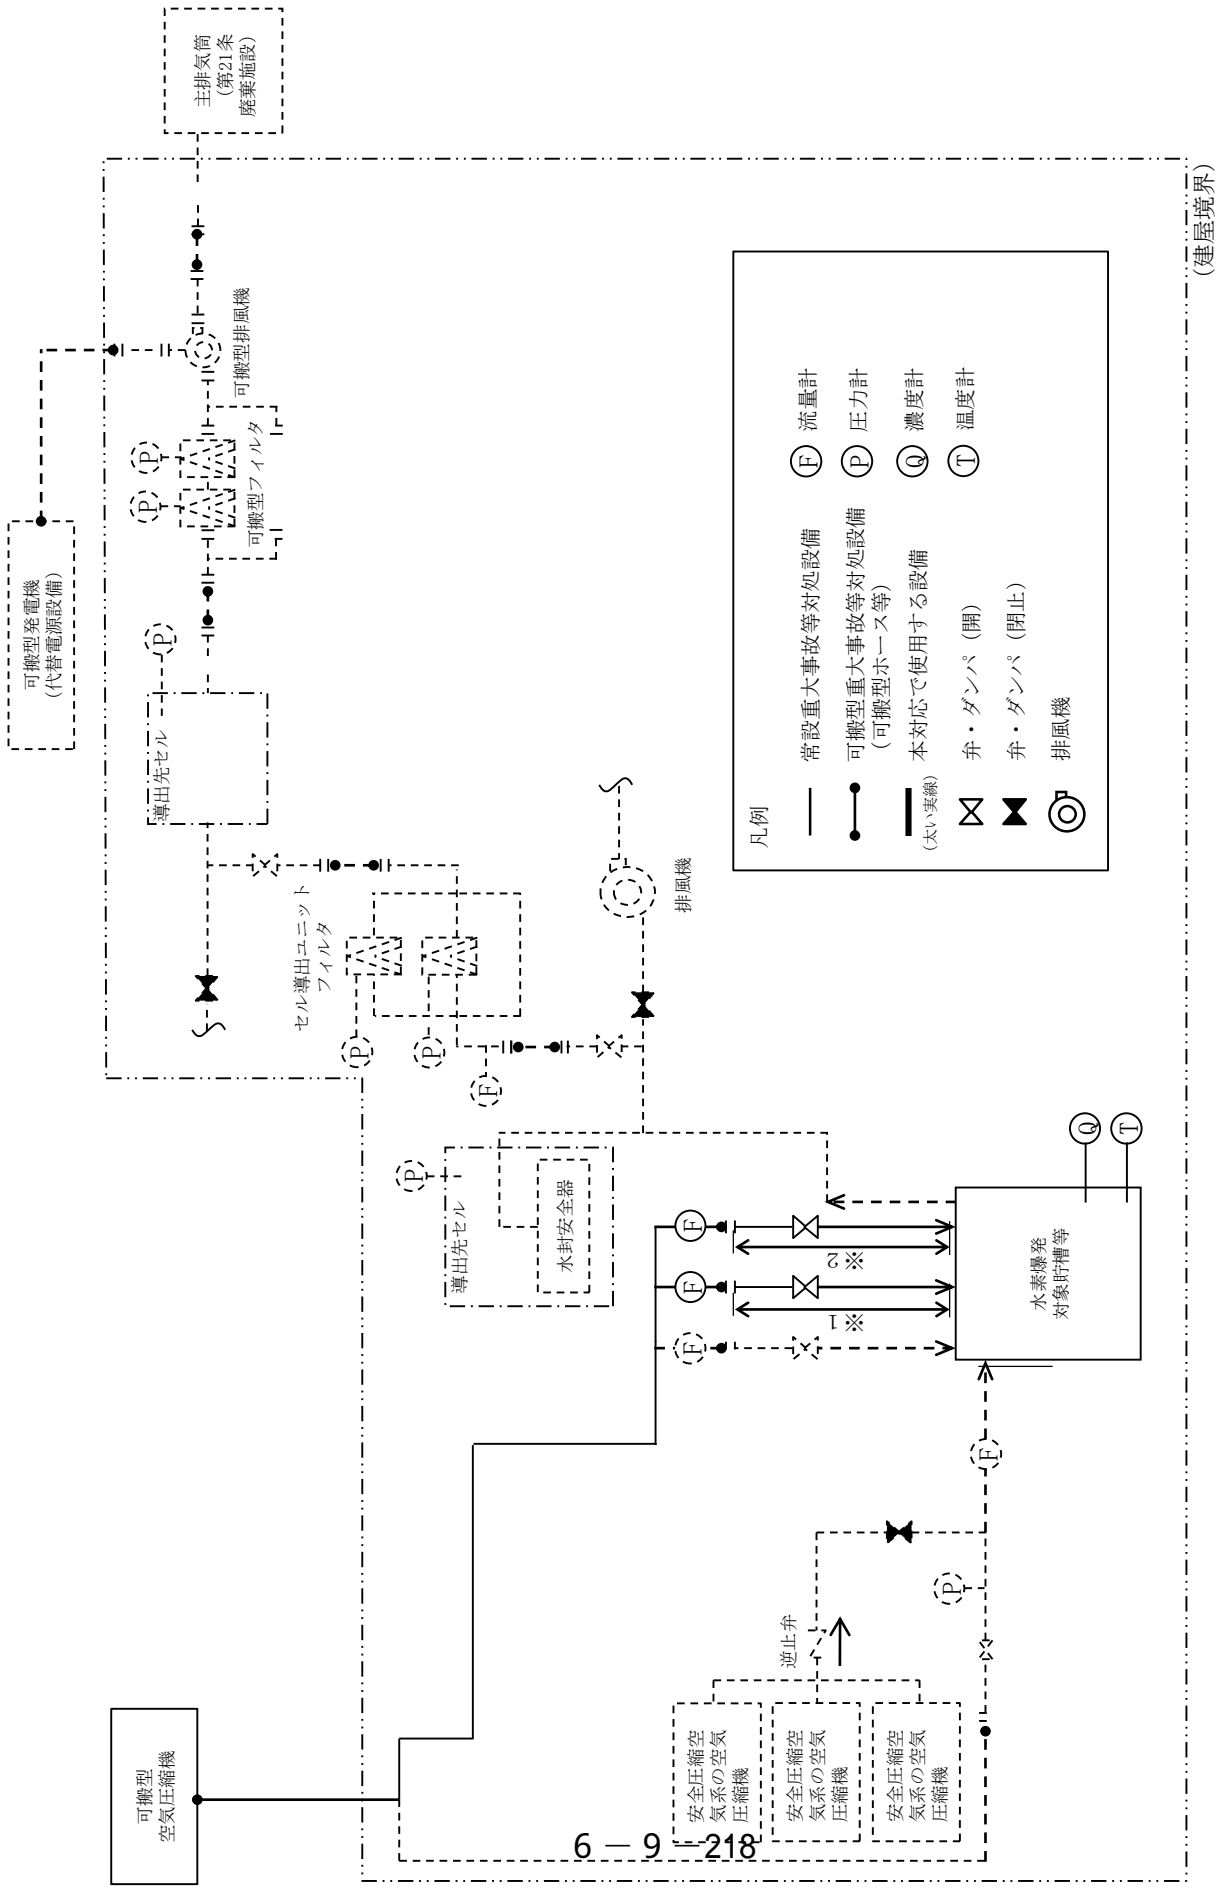 主排気筒
(第21条
廃棄施設)
可搬型排風機
可搬型フィルタ
P
P
可搬型発電機
(代替電源設備)
P
導出先セル
セル導出ユニット
フィルタ
P
P
F
排風機
P
導出先セル
水封安全器
F
F
F
※2
※1
水素爆発
対象貯槽等
Q
T
F
P
逆止弁
安全圧縮空
気系の空気
圧縮機
安全圧縮空
気系の空気
圧縮機
安全圧縮空
気系の空気
圧縮機
可搬型
空気圧縮機
(建屋境界)
凡例
常設重大事故等対処設備
可搬型重大事故等対処設備
(可搬型ホース等)
本対応で使用する設備
(太い実線)
弁・ダンパ (開)
弁・ダンパ (閉止)
排風機
F 流量計
P 圧力計
Q 濃度計
T 温度計
6 － 9 －218